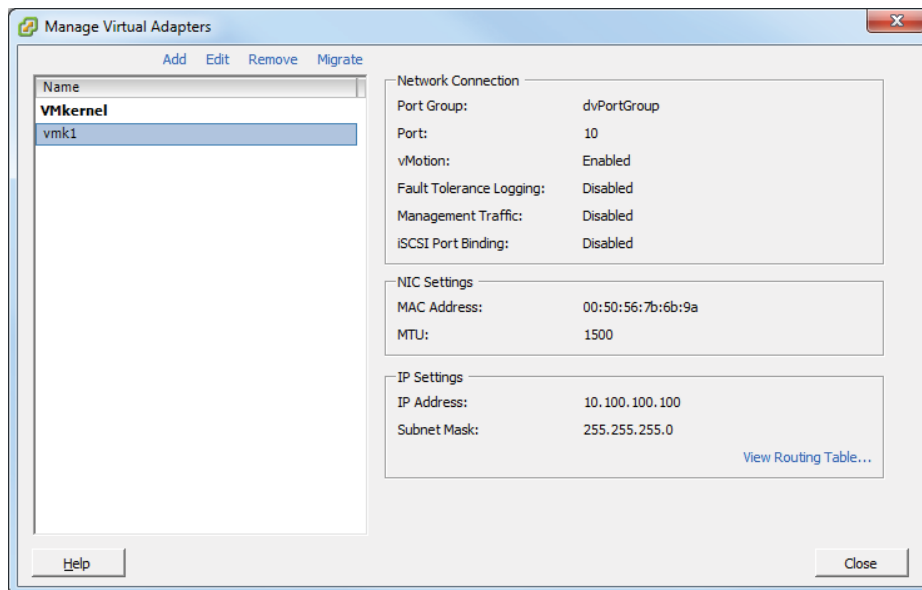 Manage Virtual Adapters
Add Edit Remove Migrate
Name
VMkernel
vmk1
Network Connection
Port Group: dvPortGroup
Port: 10
vMotion: Enabled
Fault Tolerance Logging: Disabled
Management Traffic: Disabled
iSCSI Port Binding: Disabled
NIC Settings
MAC Address: 00:50:56:7b:6b:9a
MTU: 1500
IP Settings
IP Address: 10.100.100.100
Subnet Mask: 255.255.255.0
View Routing Table...
Help Close